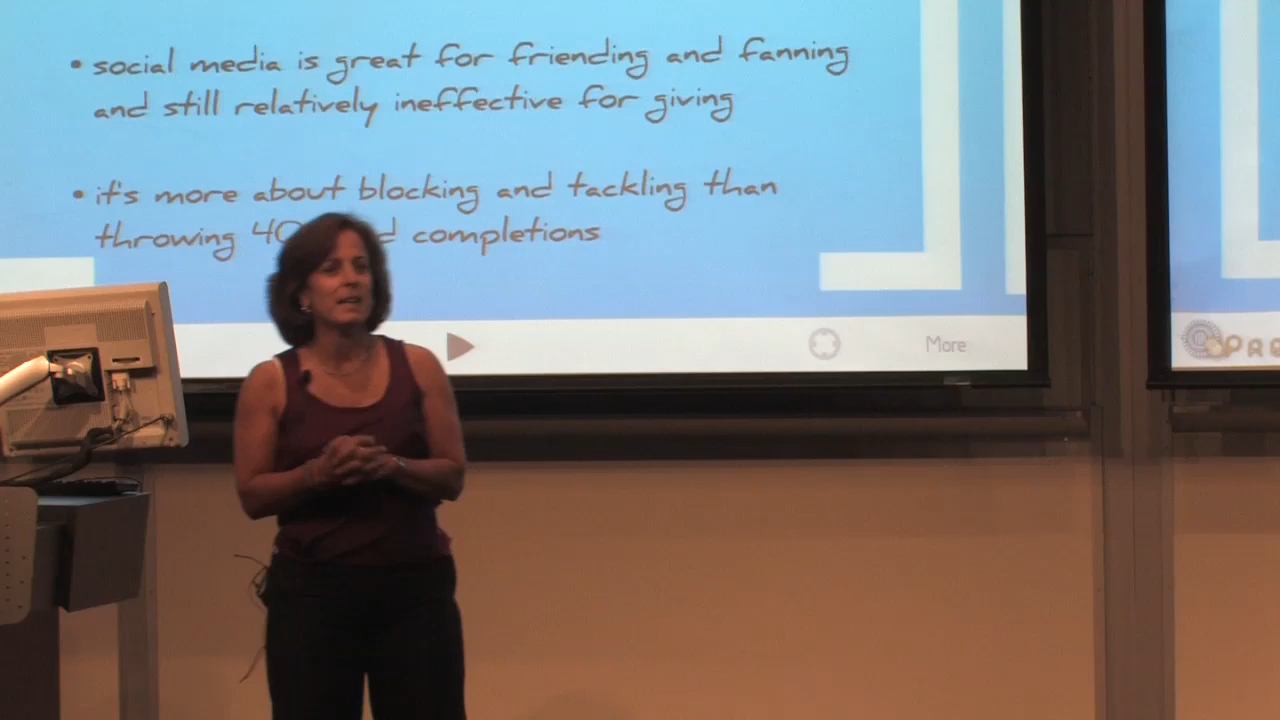 • social media is great for friending and fanning
and still relatively ineffective for giving
• it's more about blocking and tackling than
throwing completions
More